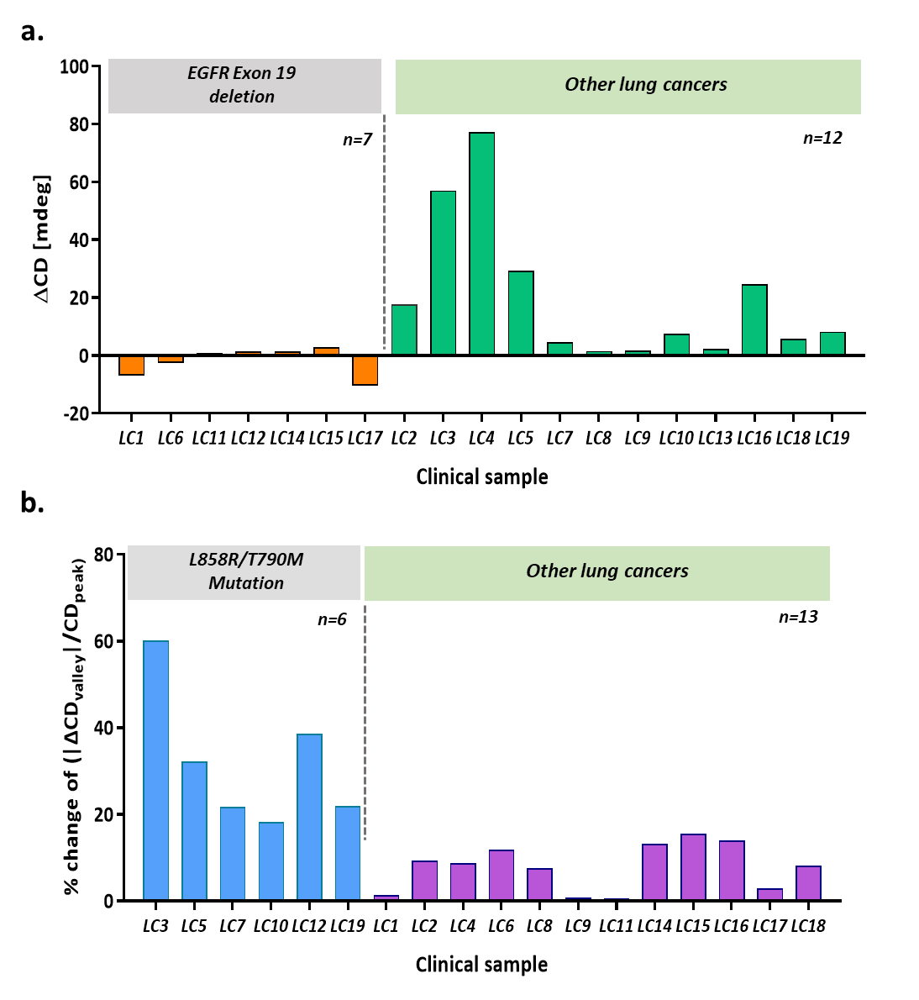 a.
EGFR Exon 19
deletion
Other lung cancers
n=7
n=12
ΔCD [mdeg]
100
80
60
40
20
0
-20
LC1 LC6 LC11 LC12 LC14 LC15 LC17 LC2 LC3 LC4 LC5 LC7 LC8 LC9 LC10 LC13 LC16 LC18 LC19
Clinical sample
b.
L858R/T790M
Mutation
Other lung cancers
n=6
n=13
% change of (|ΔCDvalley|/CDpeak)
80
60
40
20
0
LC3 LC5 LC7 LC10 LC12 LC19 LC1 LC2 LC4 LC6 LC8 LC9 LC11 LC14 LC15 LC16 LC17 LC18
Clinical sample